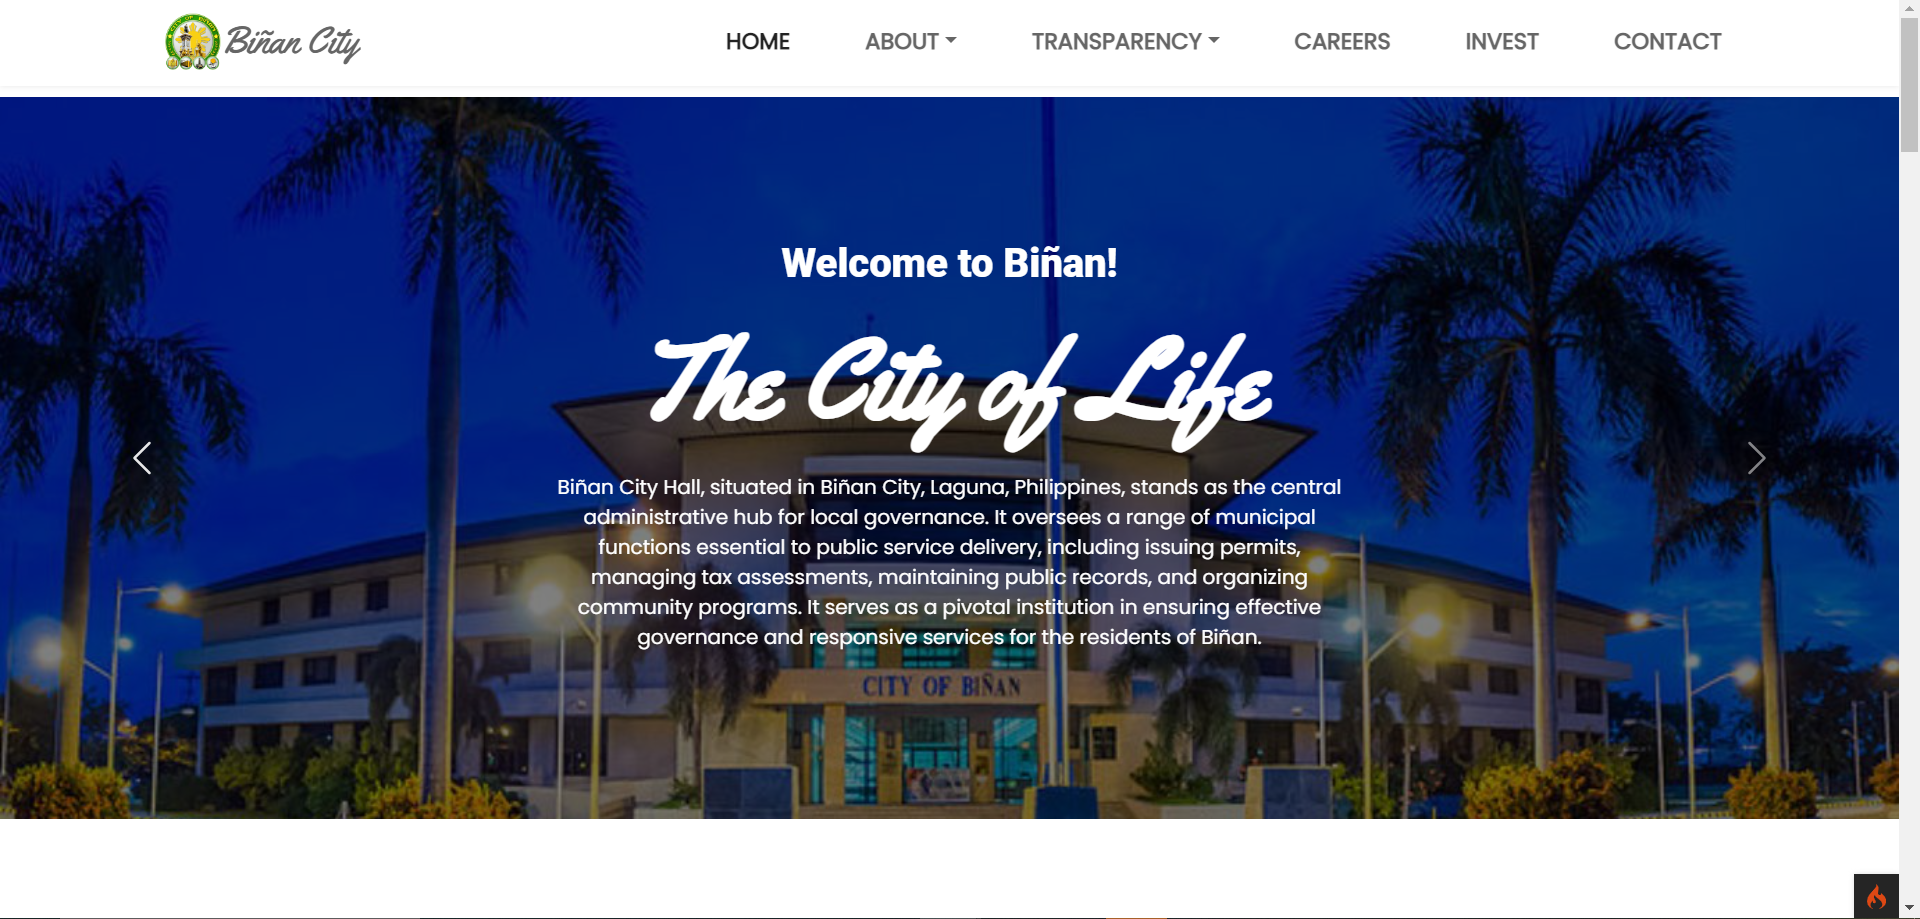 Biñan City
HOME
ABOUT
TRANSPARENCY
CAREERS
INVEST
CONTACT
Welcome to Biñan!
The City of Life
Biñan City Hall, situated in Biñan City, Laguna, Philippines, stands as the central
administrative hub for local governance. It oversees a range of municipal
functions essential to public service delivery, including issuing permits,
managing tax assessments, maintaining public records, and organizing
community programs. It serves as a pivotal institution in ensuring effective
governance and responsive services for the residents of Biñan.
CITY OF BIÑAN